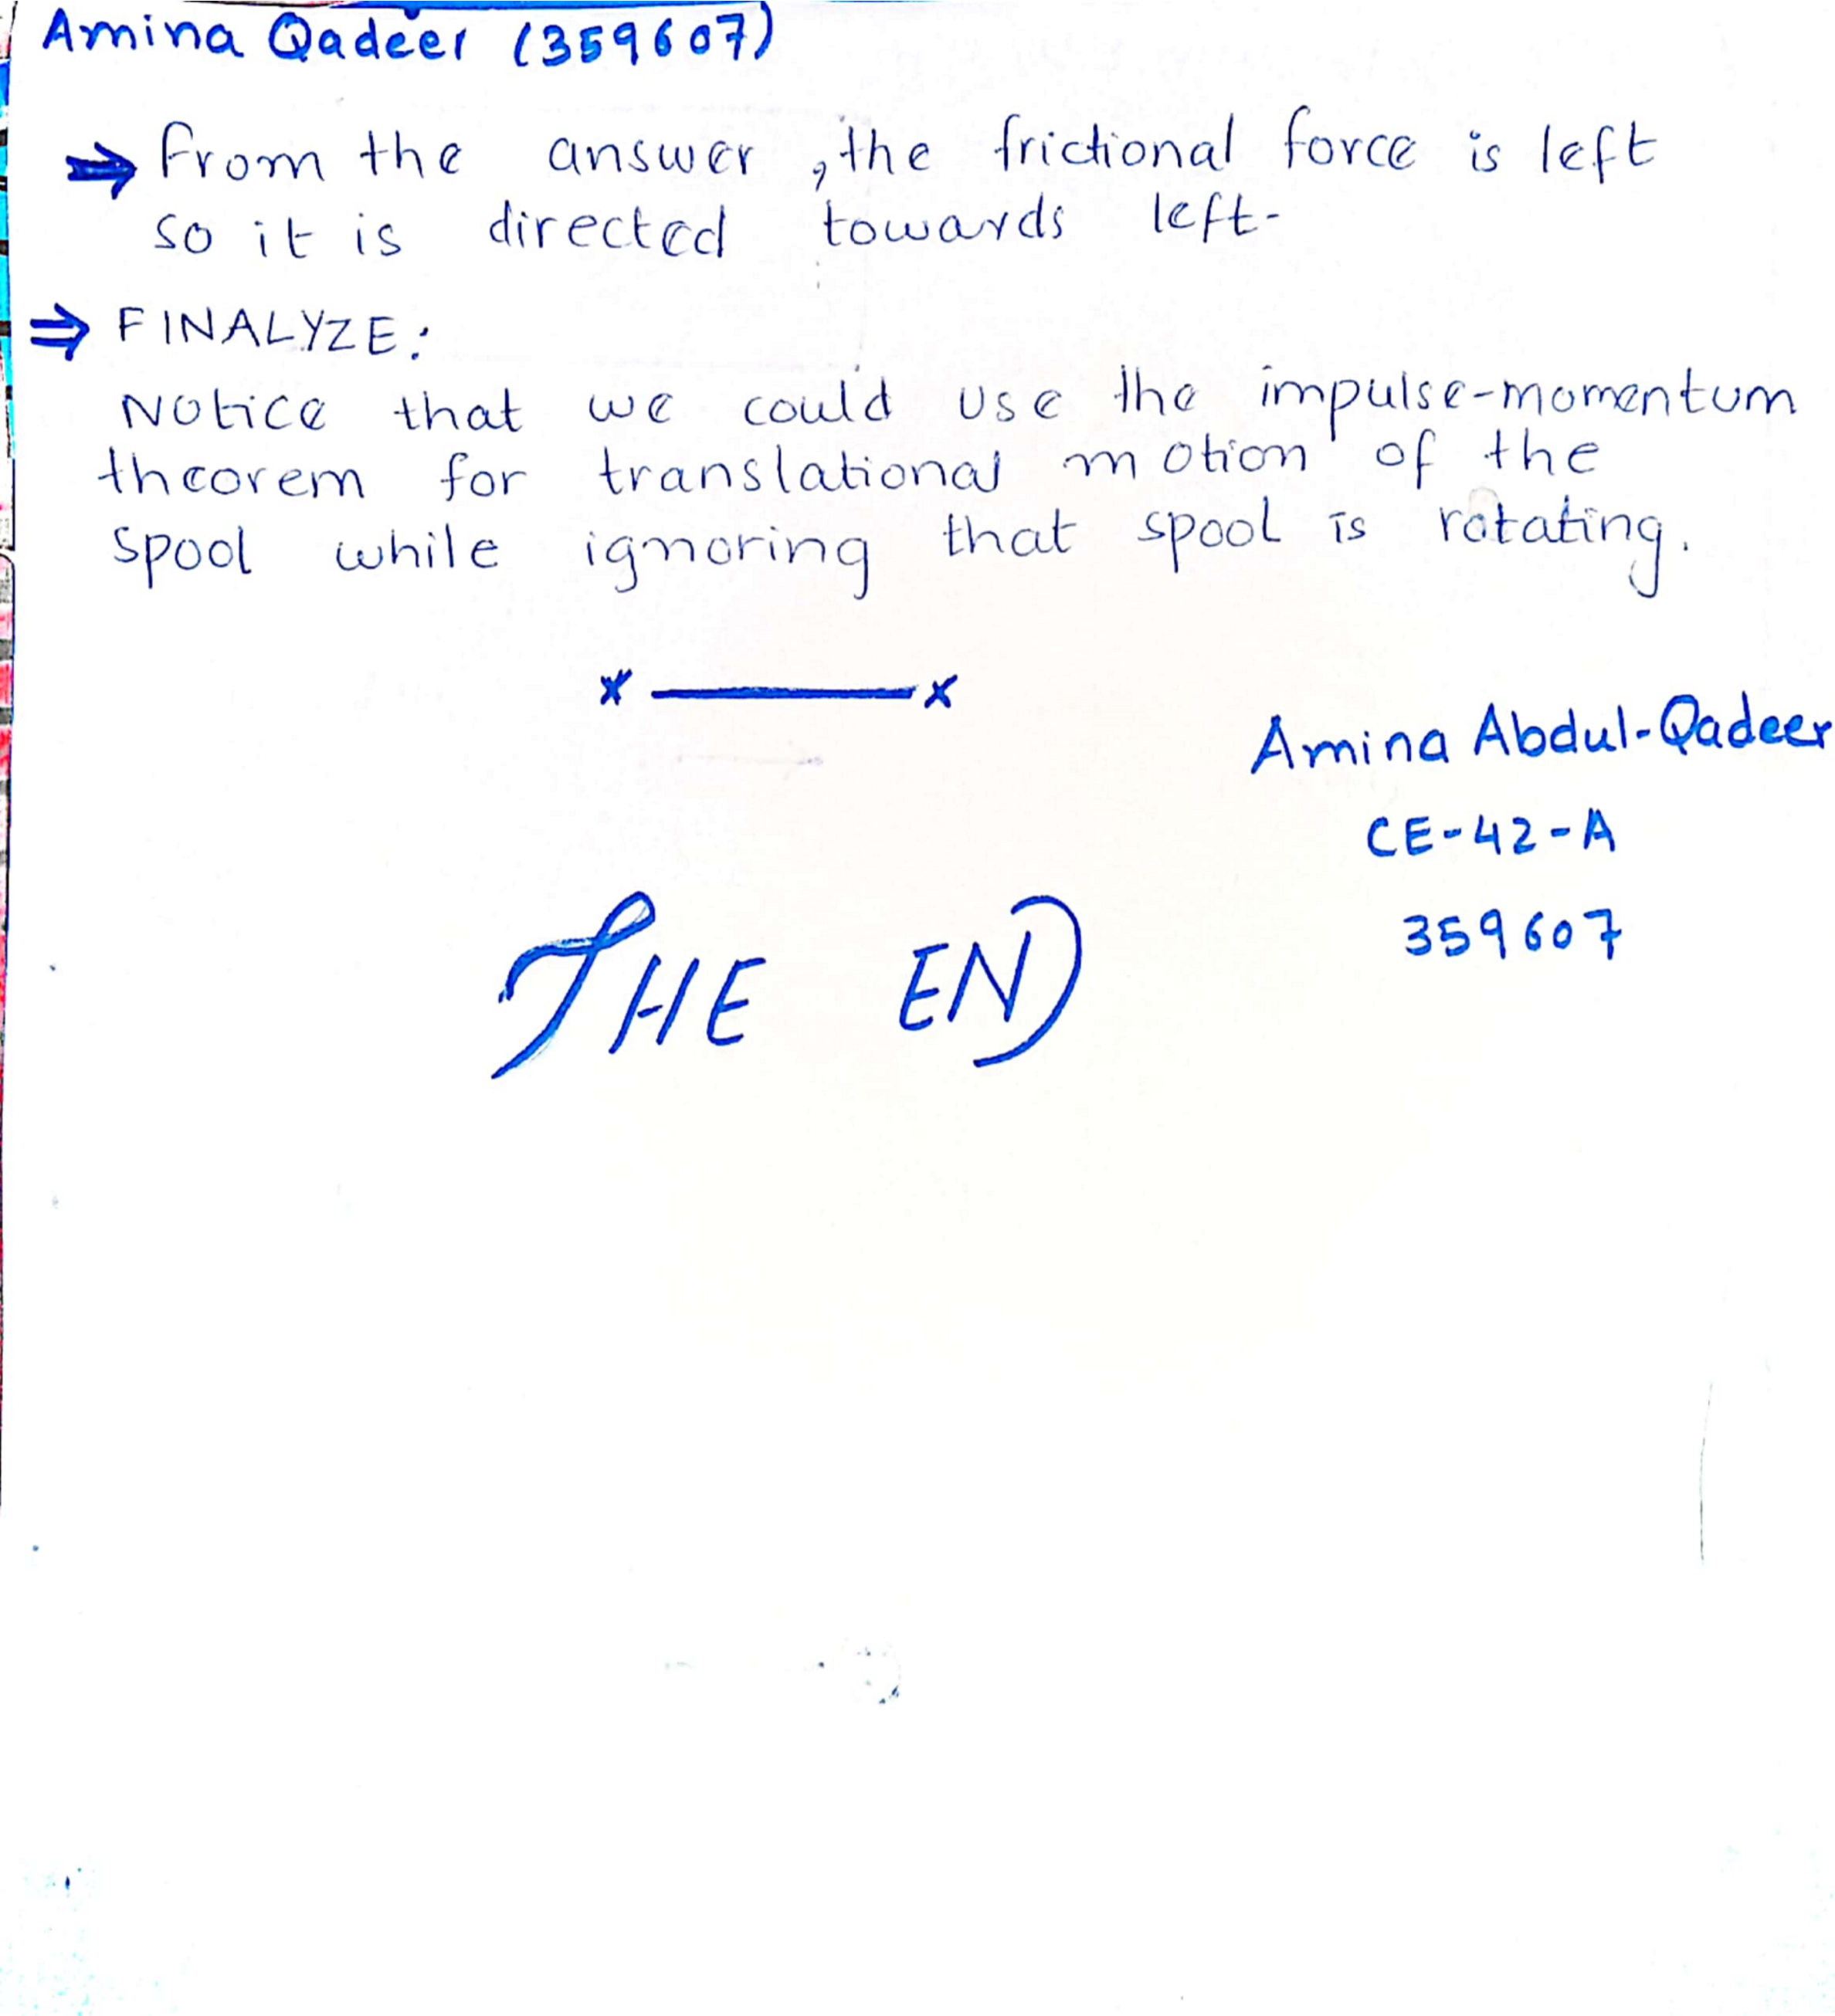 Amina Qadeer (359607)
⇒ From the answer, the frictional force is left
so it is directed towards left-
⇒ FINALYZE:
Notice that we could use the impulse-momentum
theorem for translational motion of the
spool while ignoring that spool is rotating.
x ——— x
Amina Abdul-Qadeer
CE-42-A
359607
THE END